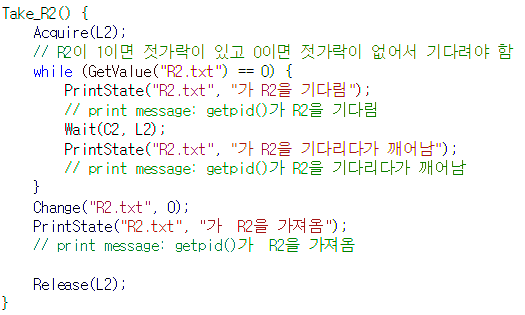 Take_R2() {
    Acquire(L2);
    // R2이 1이면 젓가락이 있고 0이면 젓가락이 없어서 기다려야 함
    while (GetValue("R2.txt") == 0) {
        PrintState("R2.txt", "가 R2을 기다림");
        // print message: getpid()가 R2을 기다림
        Wait(C2, L2);
        PrintState("R2.txt", "가 R2을 기다리다가 깨어남");
        // print message: getpid()가 R2을 기다리다가 깨어남
    }
    Change("R2.txt", 0);
    PrintState("R2.txt", "가  R2을 가져옴");
    // print message: getpid()가  R2을 가져옴
    Release(L2);
}